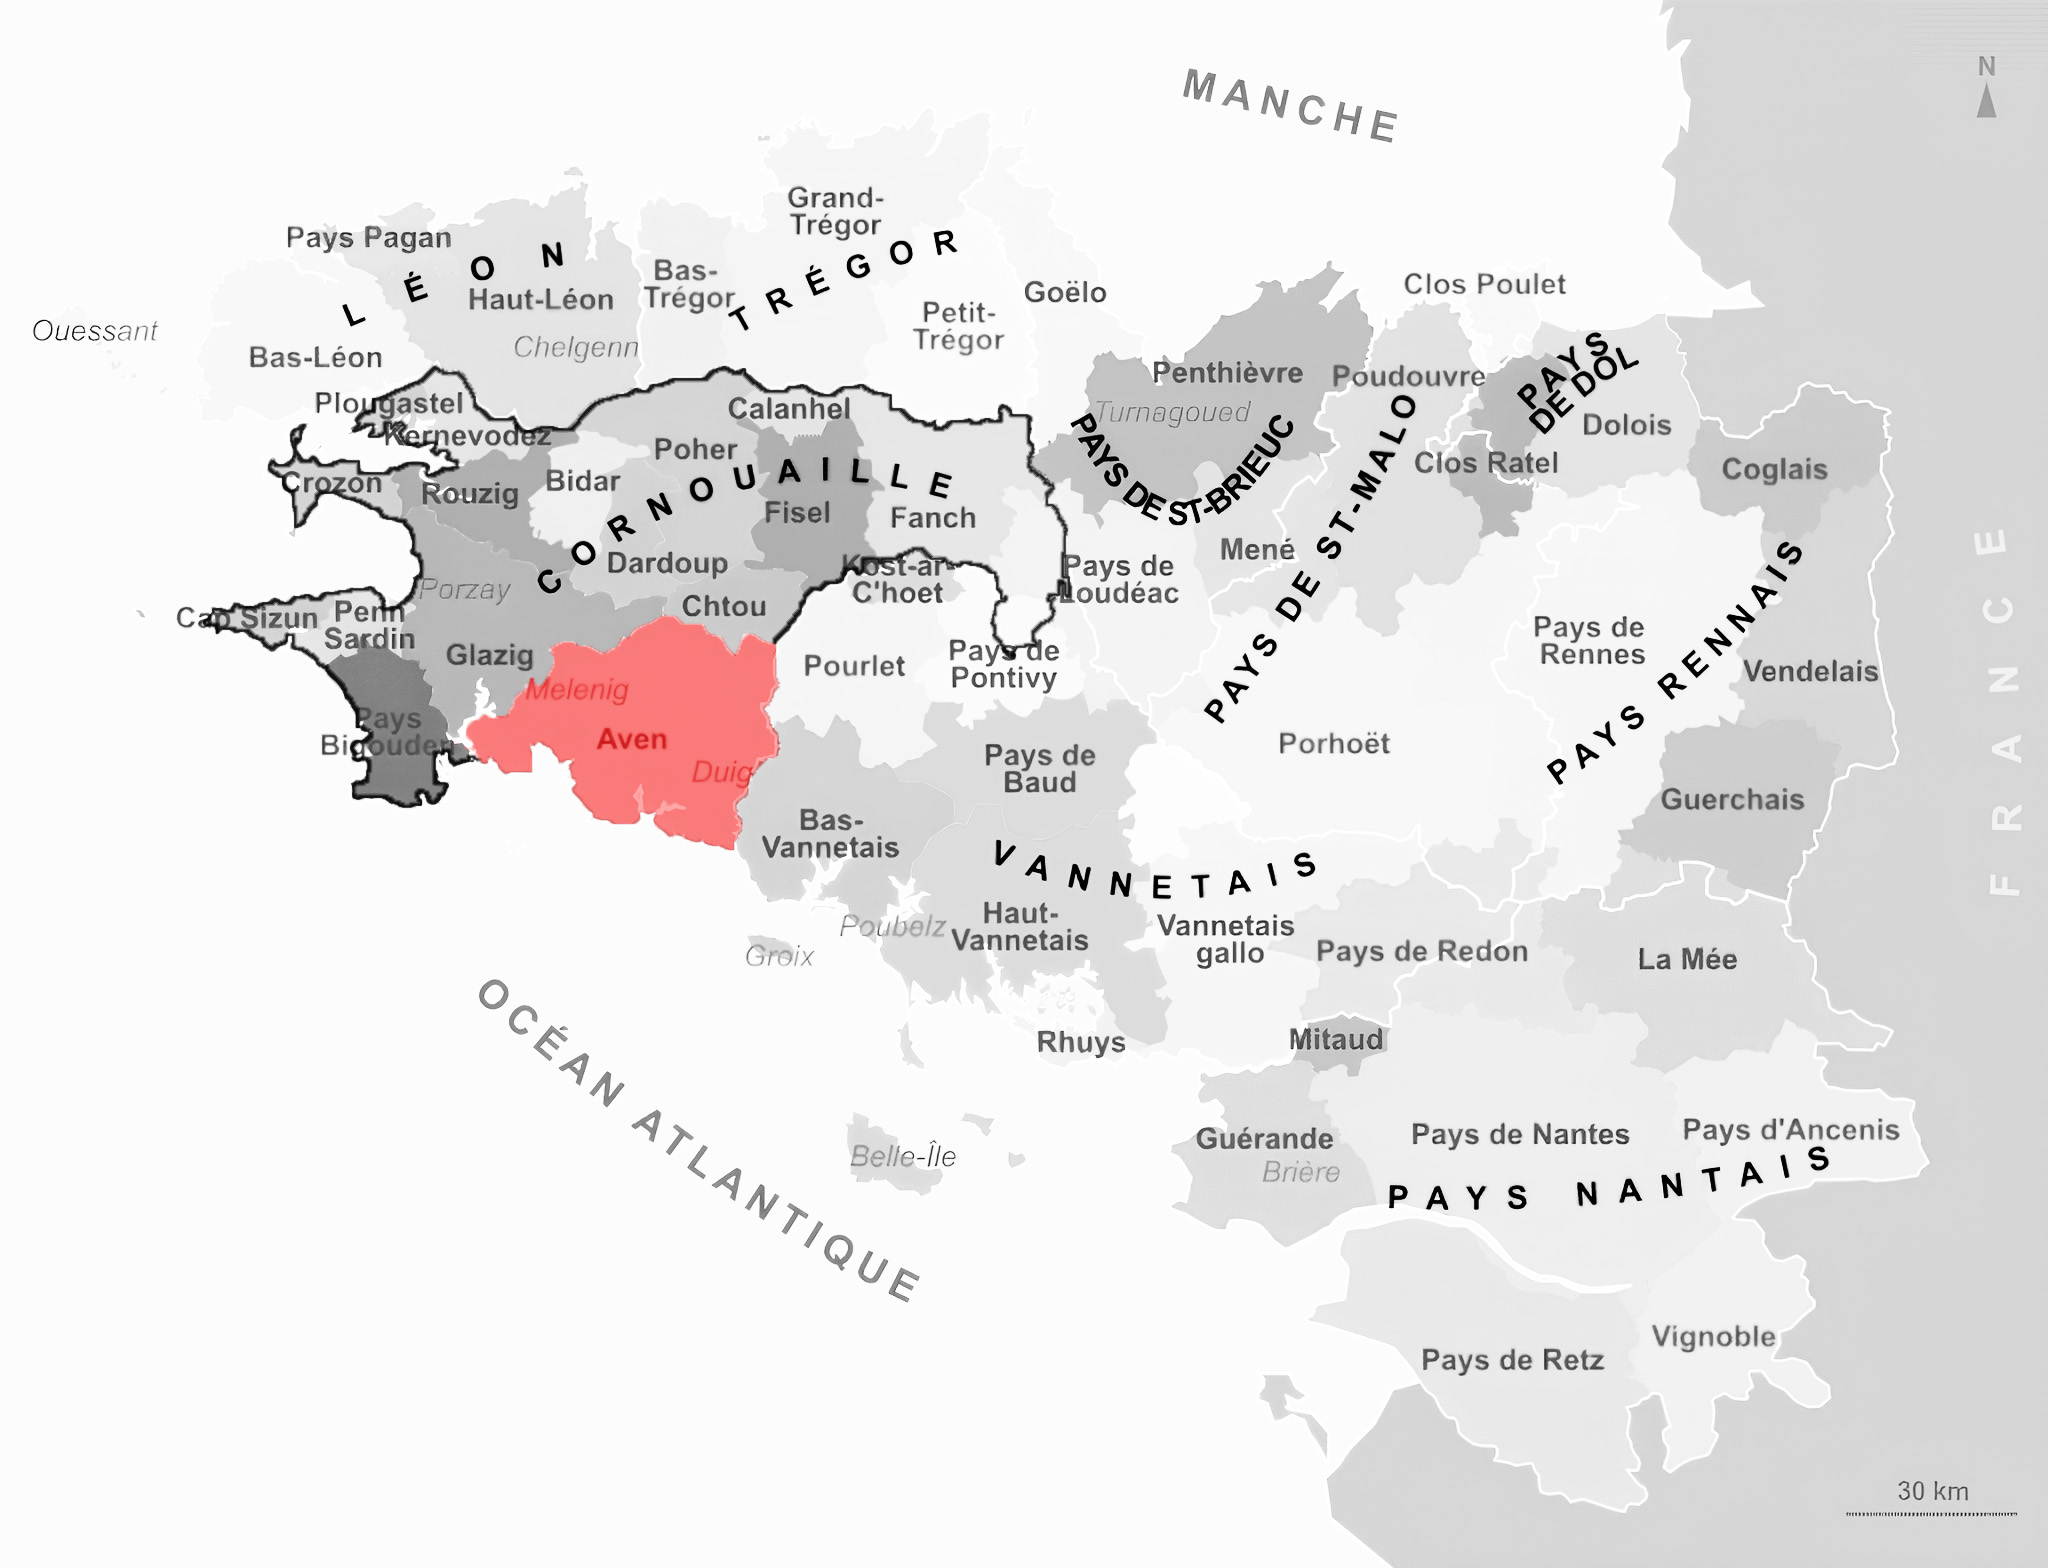 MANCHE
N
Grand-
Trégor
Pays Pagan
LÉON
TRÉGOR
Haut-Léon
Bas-
Trégor
Goëlo
Clos Poulet
Petit-
Trégor
Ouessant
Chelgenn
Bas-Léon
Penthièvre
Poudouvre
PAYS
DE DOL
Plougastel
Calanhel
Turnagoued
Dolois
Kernevodez
Poher
PAYS DE ST-BRIEUC
PAYS DE ST-MALO
Clos Ratel
Coglais
Crozon
Rouzig
Bidar
CORNOUAILLE
Fisel
Fanch
Mené
Dardoup
Kost-ar-
C'hoet
Pays de
Loudéac
Porzay
Chtou
Cap Sizun
Penn
Sardin
Pays de
Rennes
PAYS RENNAIS
FRANCE
Glazig
Pourlet
Pays de
Pontivy
Vendelais
Melenig
Pays
Bigouden
Aven
Porhoët
Duig
Pays de
Baud
Guerchais
Bas-
Vannetais
VANNETAIS
Poubelz
Haut-
Vannetais
Vannetais
gallo
Pays de Redon
La Mée
Groix
OCÉAN ATLANTIQUE
Rhuys
Mitaud
Guérande
Brière
Pays de Nantes
Pays d'Ancenis
Belle-Île
PAYS NANTAIS
Vignoble
Pays de Retz
30 km